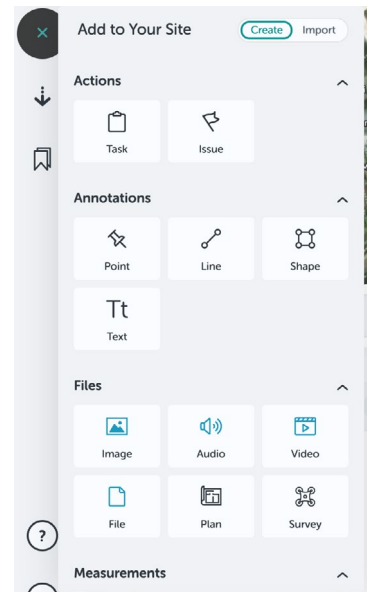 Add to Your Site
Create Import
Actions
Task Issue
Annotations
Point Line Shape
Tt
Text
Files
Image Audio Video
File Plan Survey
?
Measurements